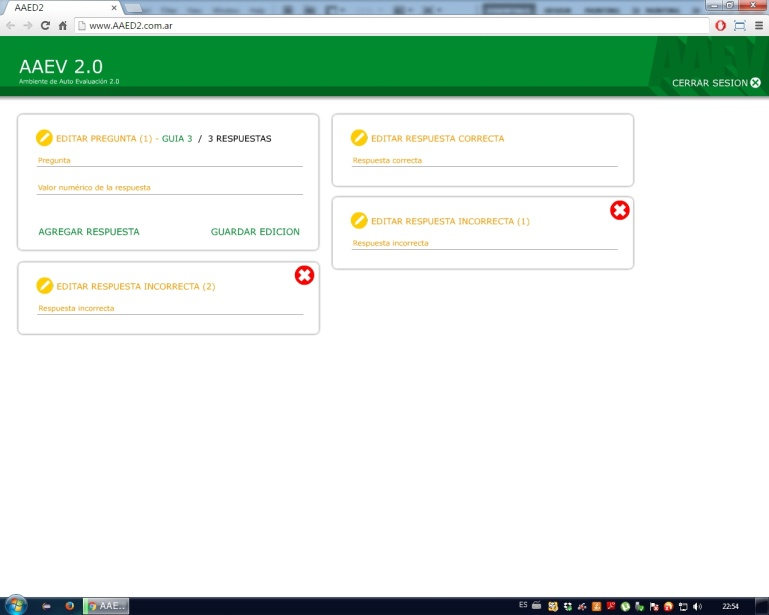 AAED2
www.AAED2.com.ar
AAEV 2.0
Ambiente de Auto Evaluación 2.0
AAEV
CERRAR SESION
EDITAR PREGUNTA (1) - GUIA 3 / 3 RESPUESTAS
Pregunta
Valor numérico de la respuesta
AGREGAR RESPUESTA GUARDAR EDICION
EDITAR RESPUESTA CORRECTA
Respuesta correcta
EDITAR RESPUESTA INCORRECTA (1)
Respuesta incorrecta
EDITAR RESPUESTA INCORRECTA (2)
Respuesta incorrecta
AAE...
ES
22:54